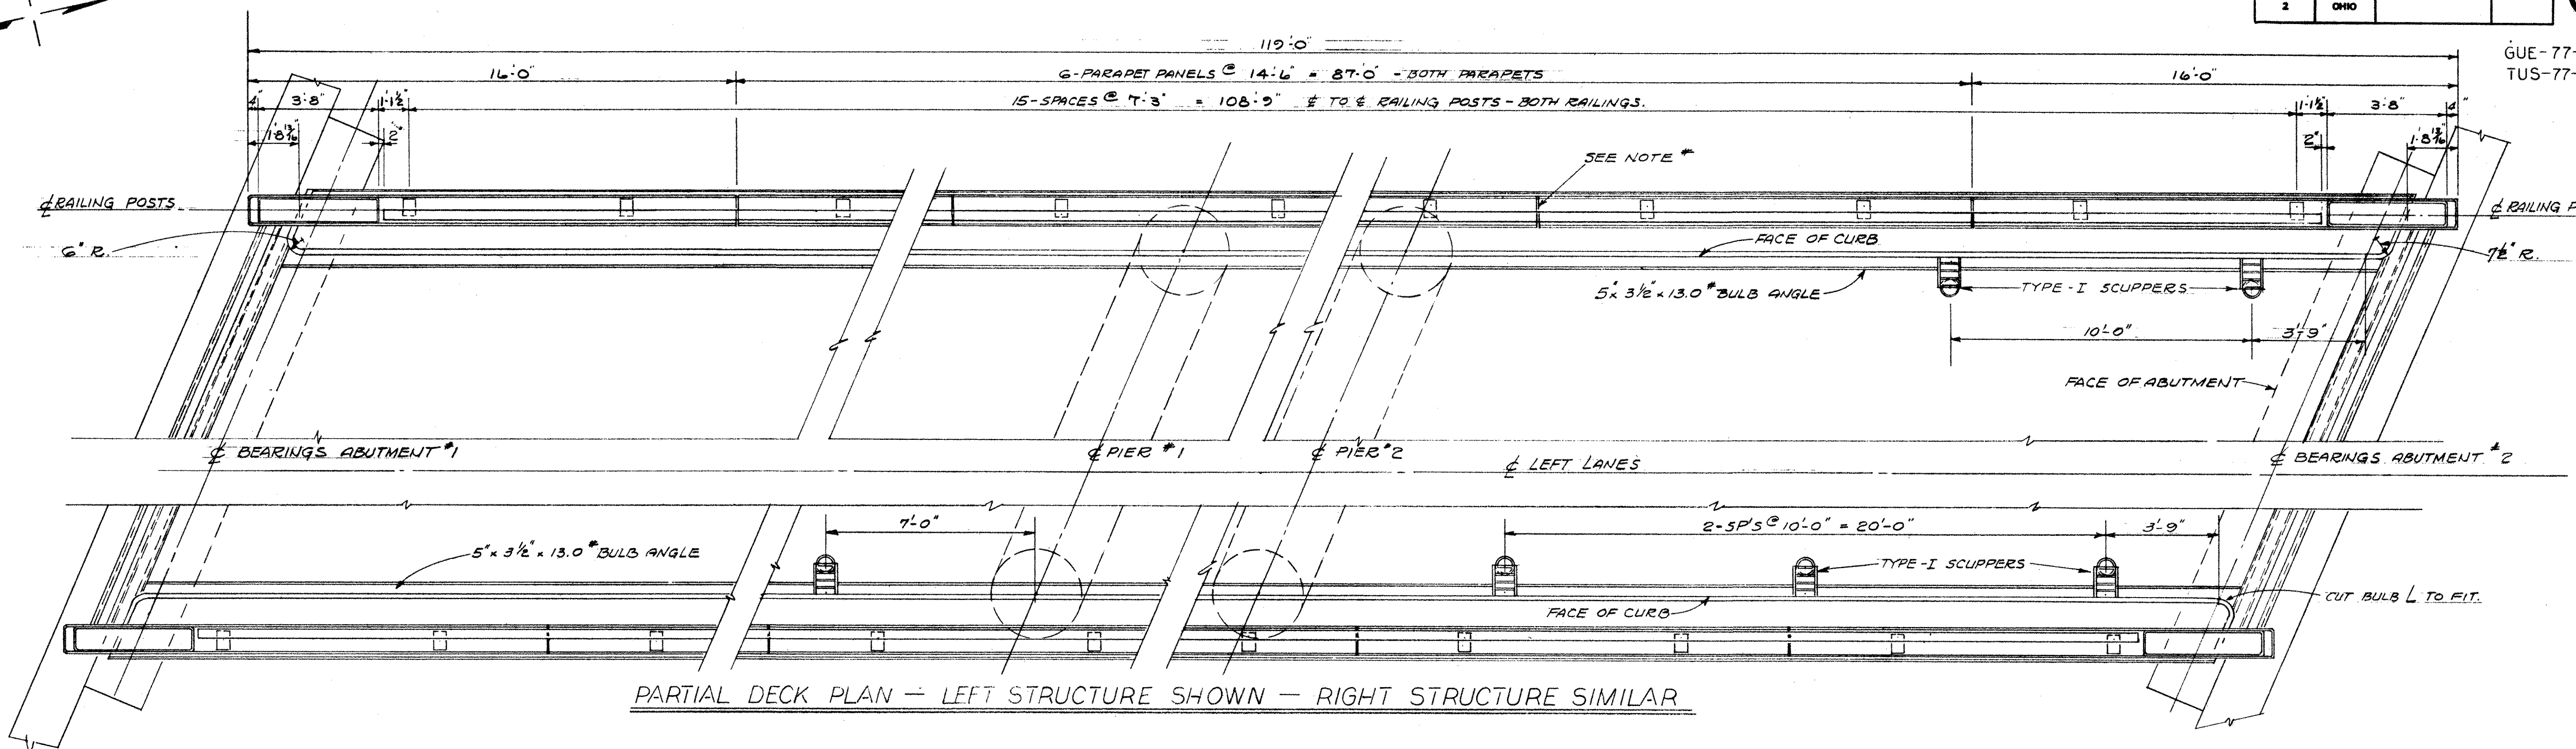 2 OHIO
GUE-77-
TUS-77-
119'-0"
16'-0"
6-PARAPET PANELS @ 14'-6" = 87'-0" - BOTH PARAPETS
16'-0"
4" 3'-8" 1'-1½"
15-SPACES @ 7'-3" = 108'-9" ℄ TO ℄ RAILING POSTS - BOTH RAILINGS.
1'-1½" 3'-8" 4"
1'-8 13/16" 2"
2" 1'-8 13/16"
SEE NOTE *
℄ RAILING POSTS
℄ RAILING P
6" R.
FACE OF CURB
7½" R.
5" x 3½" x 13.0# BULB ANGLE
TYPE-I SCUPPERS
10'-0" 3'-9"
FACE OF ABUTMENT
℄ BEARINGS ABUTMENT #1
℄ PIER #1
℄ PIER #2
℄ LEFT LANES
℄ BEARINGS ABUTMENT #2
7'-0"
2-SP'S @ 10'-0" = 20'-0"
3'-9"
5" x 3½" x 13.0# BULB ANGLE
TYPE-I SCUPPERS
CUT BULB L TO FIT.
FACE OF CURB
PARTIAL DECK PLAN — LEFT STRUCTURE SHOWN — RIGHT STRUCTURE SIMILAR